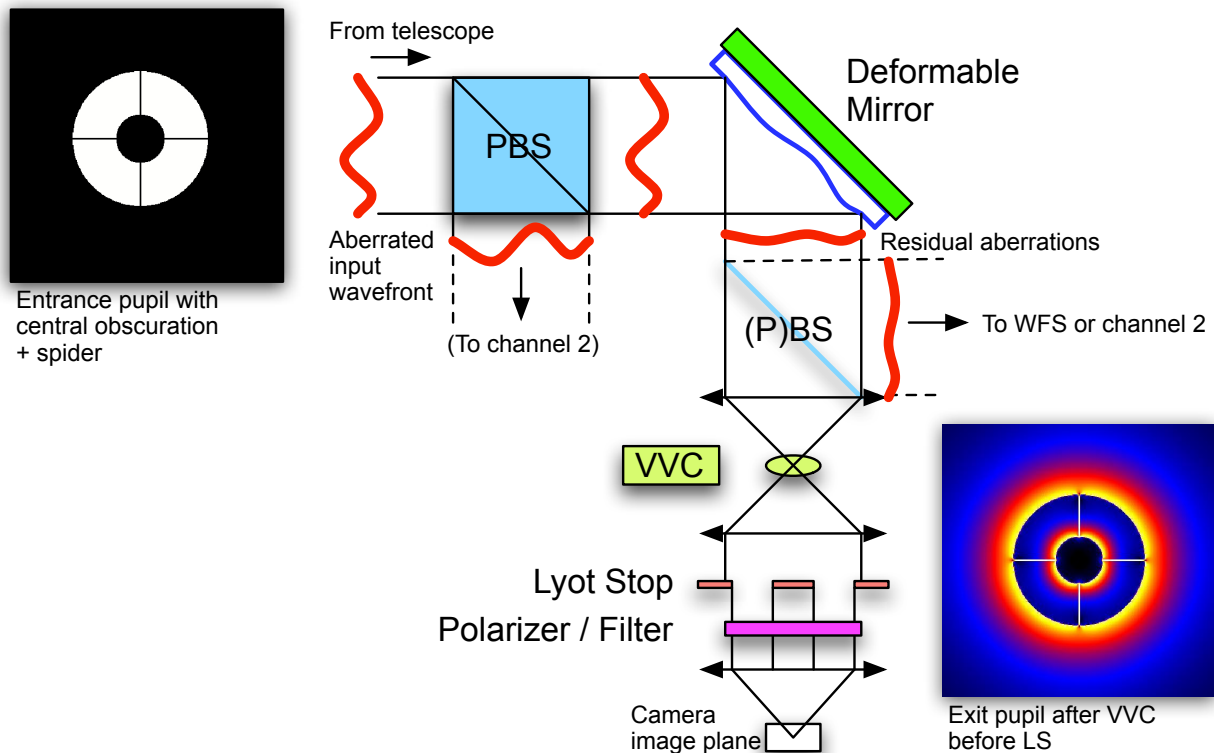 From telescope
PBS
Deformable
Mirror
Aberrated
input
wavefront
Residual aberrations
Entrance pupil with
central obscuration
+ spider
(To channel 2)
(P)BS
To WFS or channel 2
VVC
Lyot Stop
Polarizer / Filter
Camera
image plane
Exit pupil after VVC
before LS